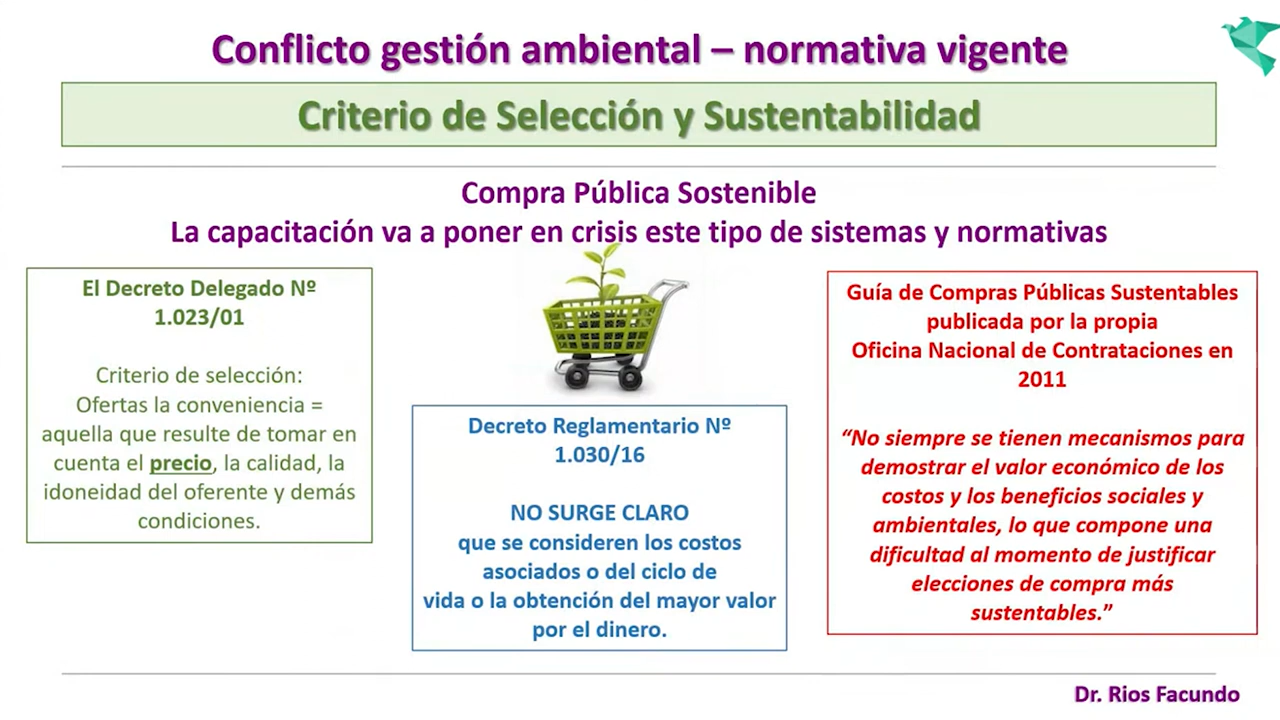 Conflicto gestión ambiental – normativa vigente
Criterio de Selección y Sustentabilidad
Compra Pública Sostenible
La capacitación va a poner en crisis este tipo de sistemas y normativas
El Decreto Delegado Nº
1.023/01
Criterio de selección:
Ofertas la conveniencia =
aquella que resulte de tomar en
cuenta el precio, la calidad, la
idoneidad del oferente y demás
condiciones.
Decreto Reglamentario Nº
1.030/16
NO SURGE CLARO
que se consideren los costos
asociados o del ciclo de
vida o la obtención del mayor valor
por el dinero.
Guía de Compras Públicas Sustentables
publicada por la propia
Oficina Nacional de Contrataciones en
2011
“No siempre se tienen mecanismos para
demostrar el valor económico de los
costos y los beneficios sociales y
ambientales, lo que compone una
dificultad al momento de justificar
elecciones de compra más
sustentables.”
Dr. Rios Facundo